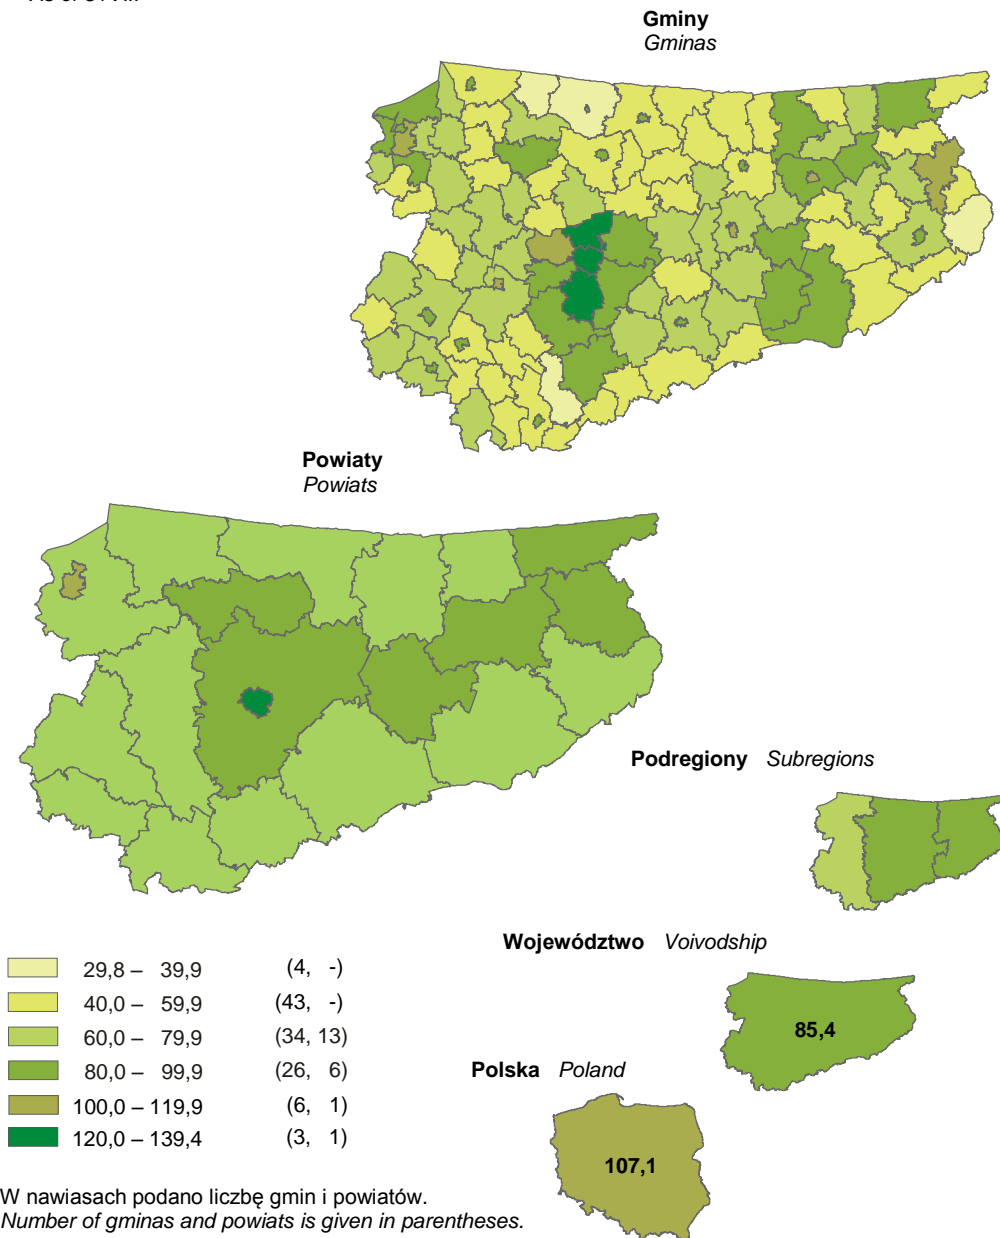 Gminy
Gminas
Powiaty
Powiats
Podregiony Subregions
Województwo Voivodship
85,4
Polska Poland
107,1
29,8 – 39,9 (4, -)
40,0 – 59,9 (43, -)
60,0 – 79,9 (34, 13)
80,0 – 99,9 (26, 6)
100,0 – 119,9 (6, 1)
120,0 – 139,4 (3, 1)
W nawiasach podano liczbę gmin i powiatów.
Number of gminas and powiats is given in parentheses.